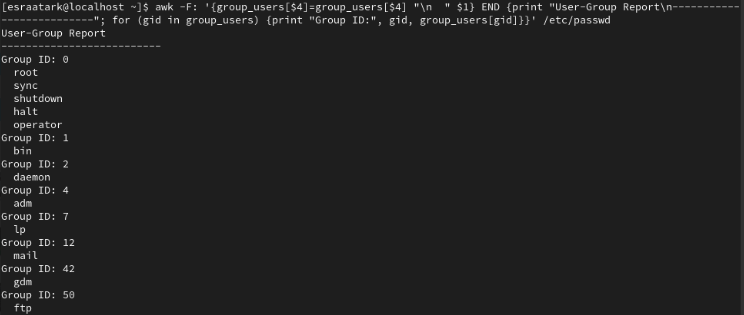 [esraatark@localhost ~]$ awk -F: '{group_users[$4]=group_users[$4] "\n  " $1} END {print "User-Group Report\n-------------
---------------------"; for (gid in group_users) {print "Group ID:", gid, group_users[gid]}}' /etc/passwd
User-Group Report
--------------------------
Group ID: 0
  root
  sync
  shutdown
  halt
  operator
Group ID: 1
  bin
Group ID: 2
  daemon
Group ID: 4
  adm
Group ID: 7
  lp
Group ID: 12
  mail
Group ID: 42
  gdm
Group ID: 50
  ftp